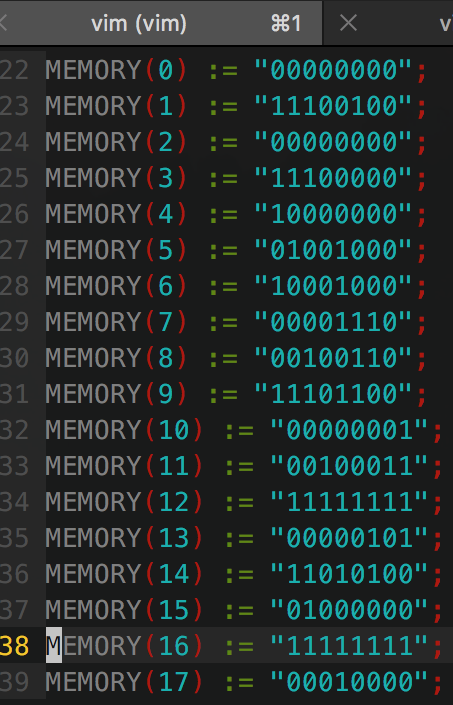 vim (vim) ⌘1 v
22 MEMORY(0) := "00000000";
23 MEMORY(1) := "11100100";
24 MEMORY(2) := "00000000";
25 MEMORY(3) := "11100000";
26 MEMORY(4) := "10000000";
27 MEMORY(5) := "01001000";
28 MEMORY(6) := "10001000";
29 MEMORY(7) := "00001110";
30 MEMORY(8) := "00100110";
31 MEMORY(9) := "11101100";
32 MEMORY(10) := "00000001";
33 MEMORY(11) := "00100011";
34 MEMORY(12) := "11111111";
35 MEMORY(13) := "00000101";
36 MEMORY(14) := "11010100";
37 MEMORY(15) := "01000000";
38 MEMORY(16) := "11111111";
39 MEMORY(17) := "00010000";